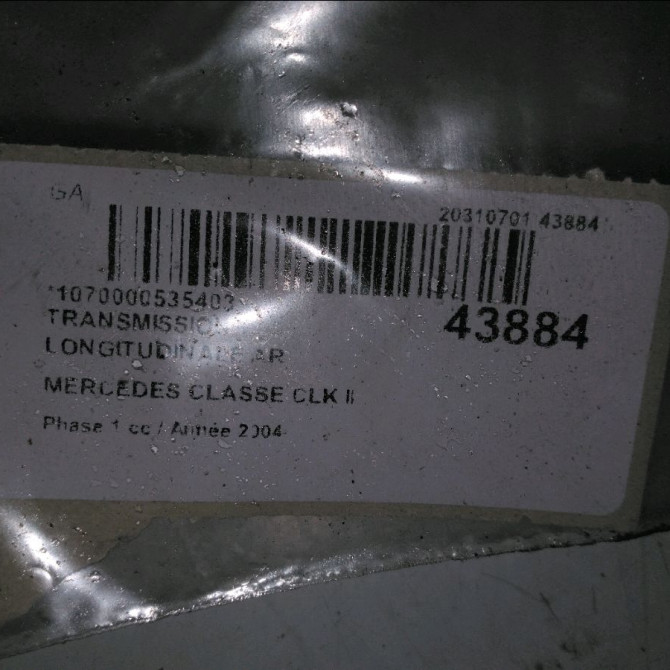 GA
20310701 43884
*1070000535403
43884
TRANSMISSION
LONGITUDINALE AR
MERCEDES CLASSE CLK II
Phase 1 cc / Année 2004